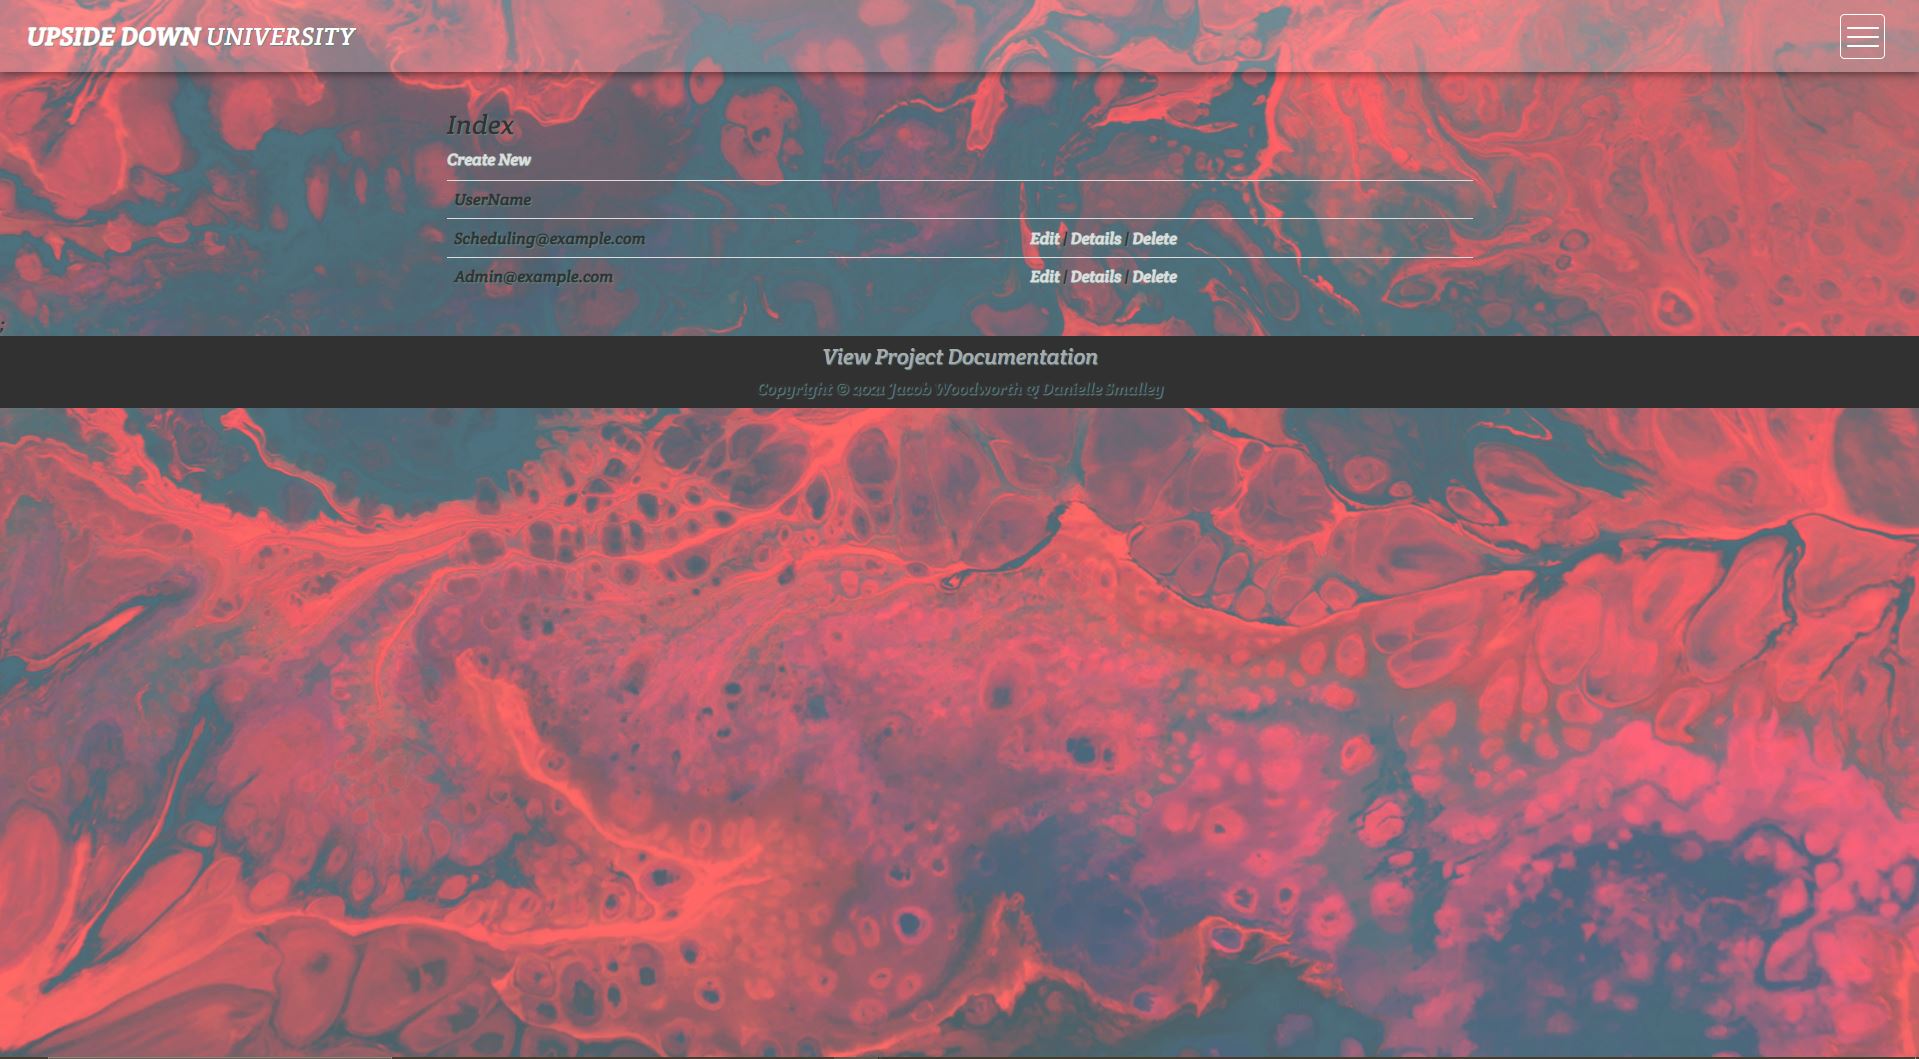 UPSIDE DOWN UNIVERSITY
Index
Create New
UserName
Scheduling@example.com Edit | Details | Delete
Admin@example.com Edit | Details | Delete
;
View Project Documentation
Copyright © 2021 Jacob Woodworth & Danielle Smalley